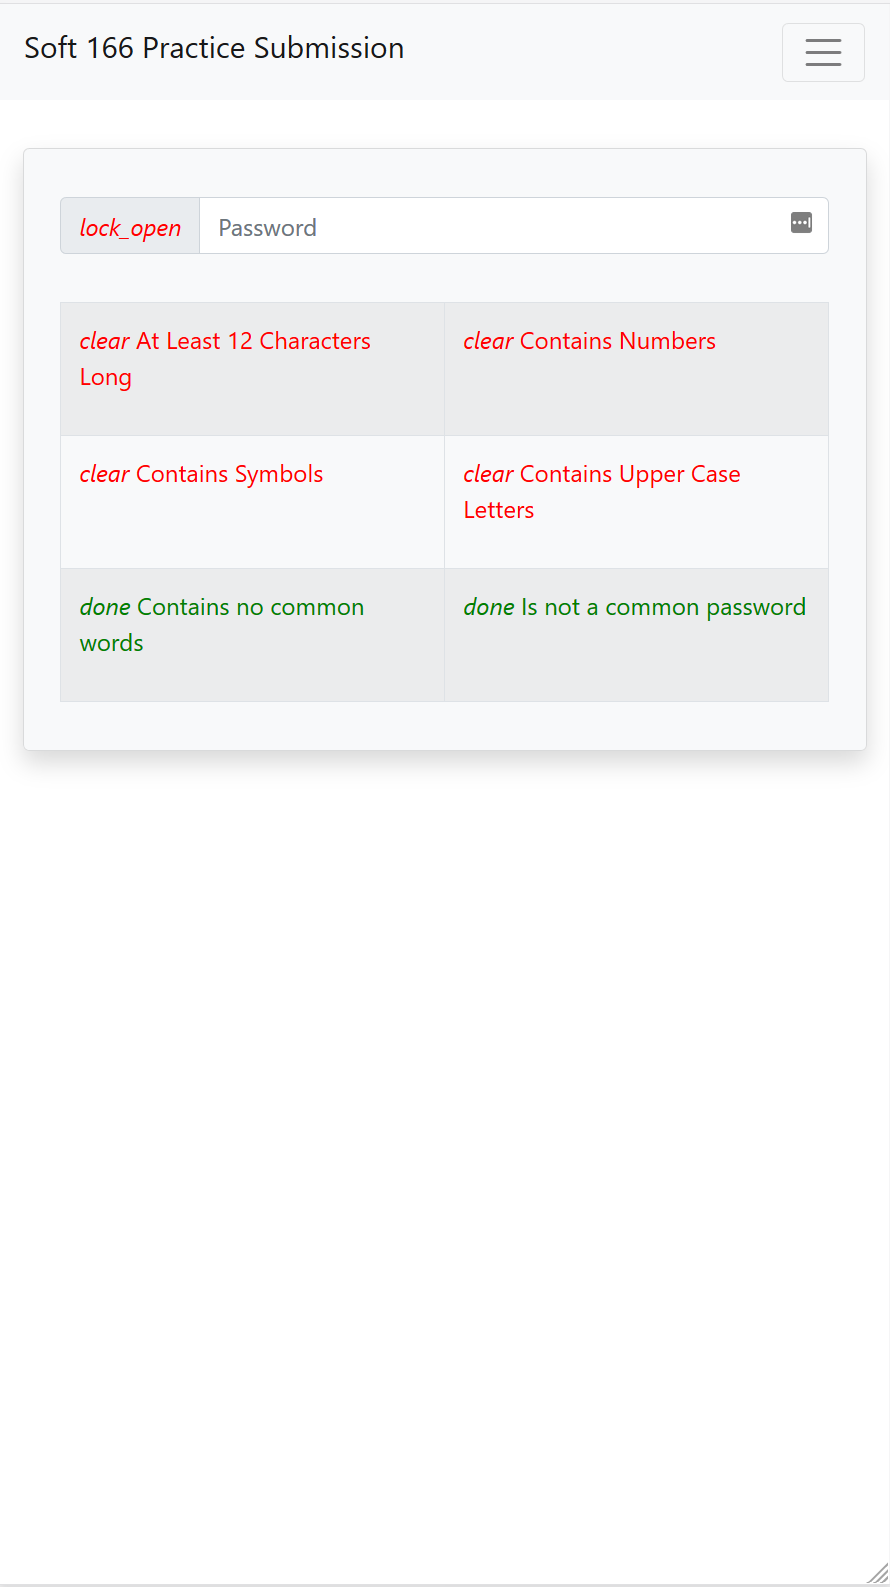 Soft 166 Practice Submission
lock_open Password
clear At Least 12 Characters
Long
clear Contains Numbers
clear Contains Symbols
clear Contains Upper Case
Letters
done Contains no common
words
done Is not a common password